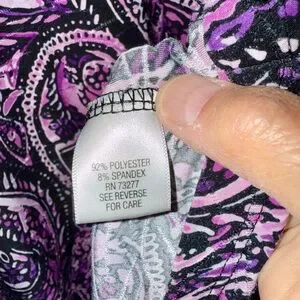 92% POLYESTER
8% SPANDEX
RN 73277
SEE REVERSE
FOR CARE